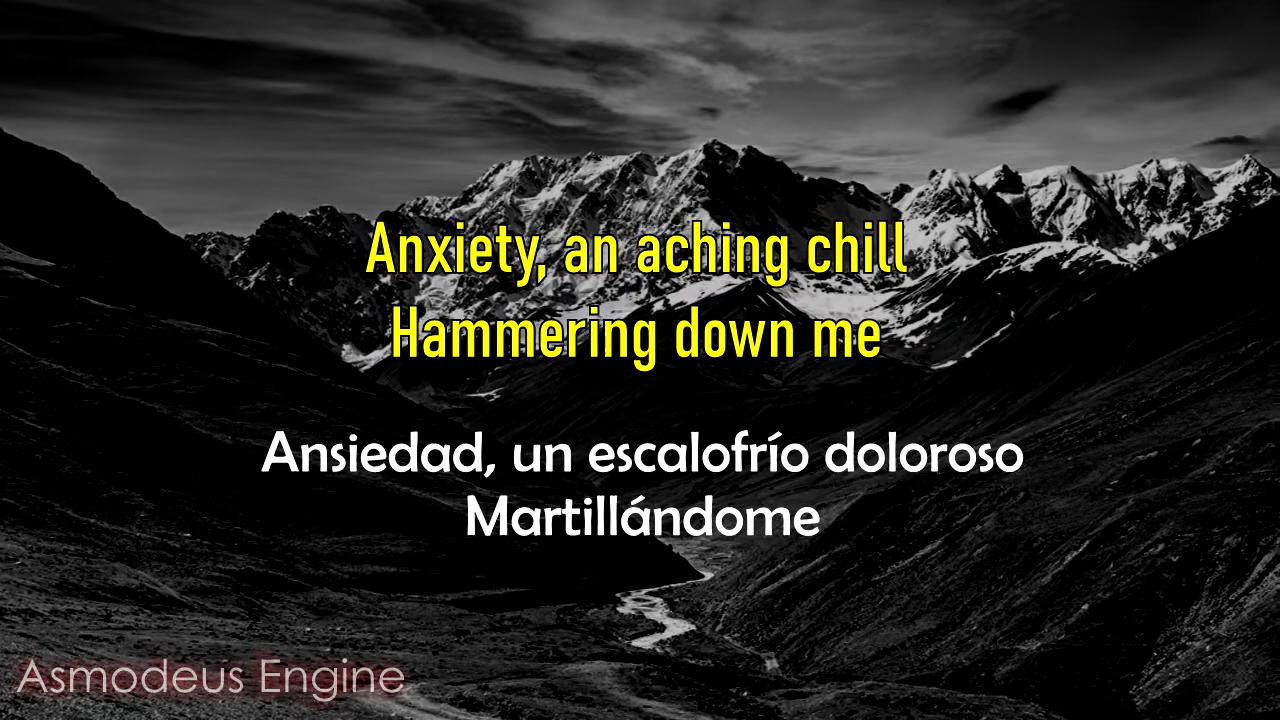 Anxiety, an aching chill
Hammering down me
Ansiedad, un escalofrío doloroso
Martillándome
Asmodeus Engine